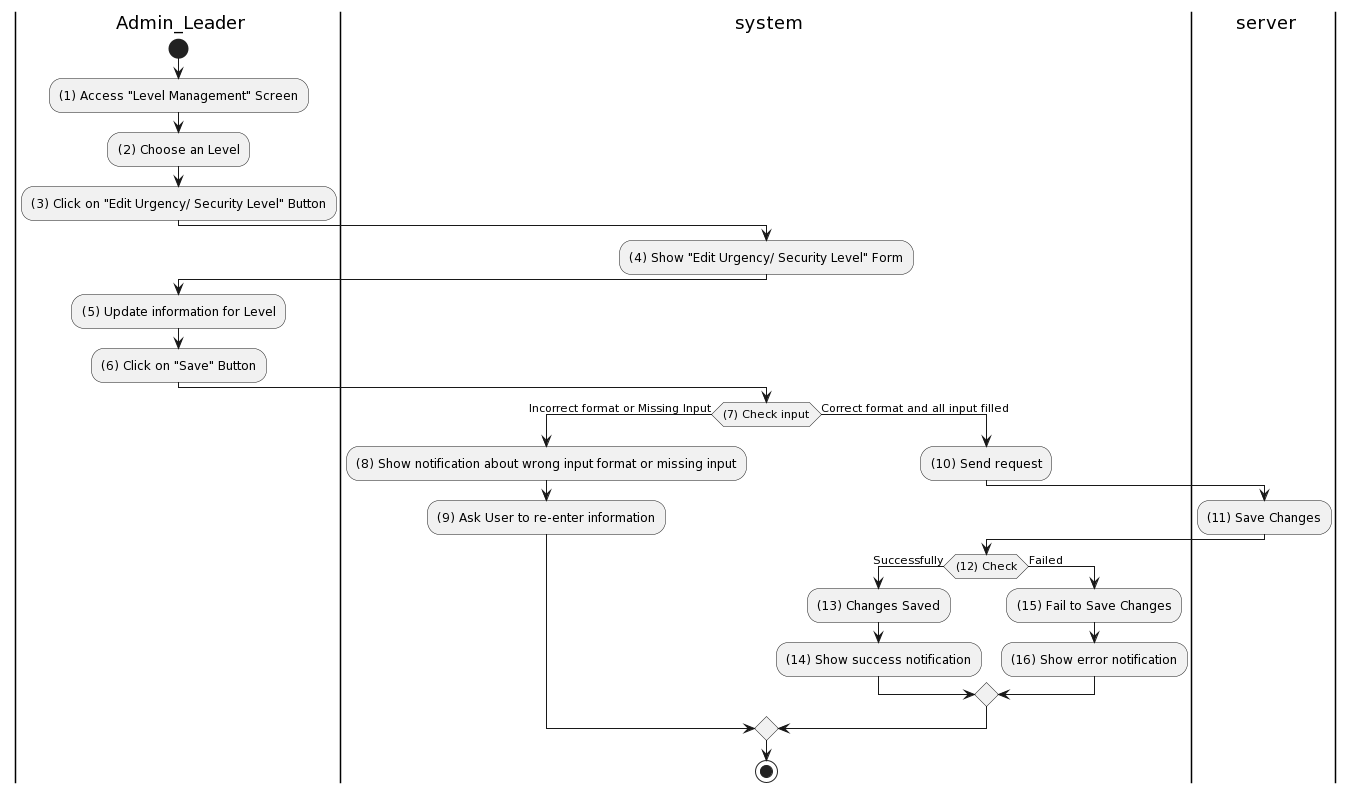 Admin_Leader
system
server
(1) Access "Level Management" Screen
(2) Choose an Level
(3) Click on "Edit Urgency/ Security Level" Button
(4) Show "Edit Urgency/ Security Level" Form
(5) Update information for Level
(6) Click on "Save" Button
Incorrect format or Missing Input
(7) Check input
Correct format and all input filled
(8) Show notification about wrong input format or missing input
(10) Send request
(9) Ask User to re-enter information
(11) Save Changes
Successfully
(12) Check
Failed
(13) Changes Saved
(15) Fail to Save Changes
(14) Show success notification
(16) Show error notification